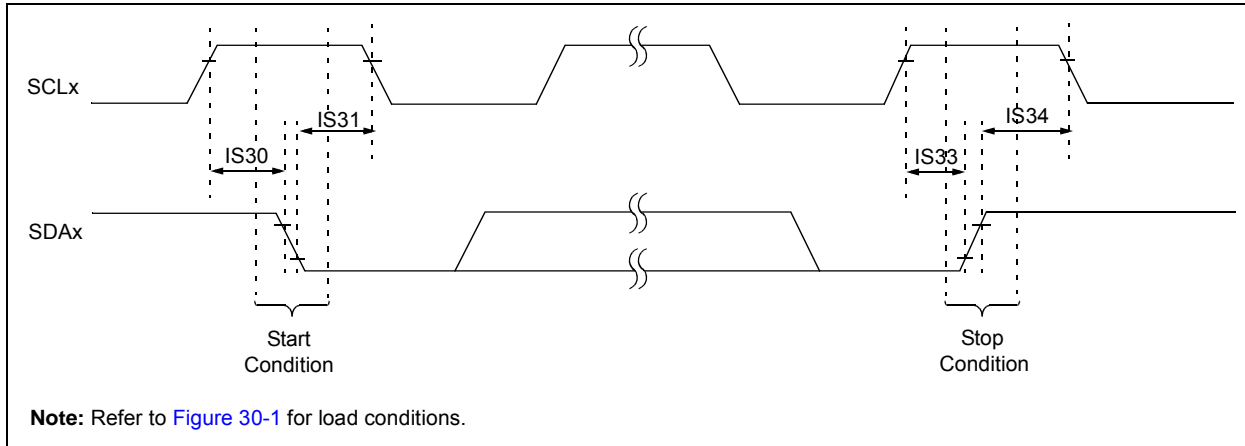 SCLx
IS31
IS34
IS30
IS33
SDAx
Start
Condition
Stop
Condition
Note: Refer to Figure 30-1 for load conditions.